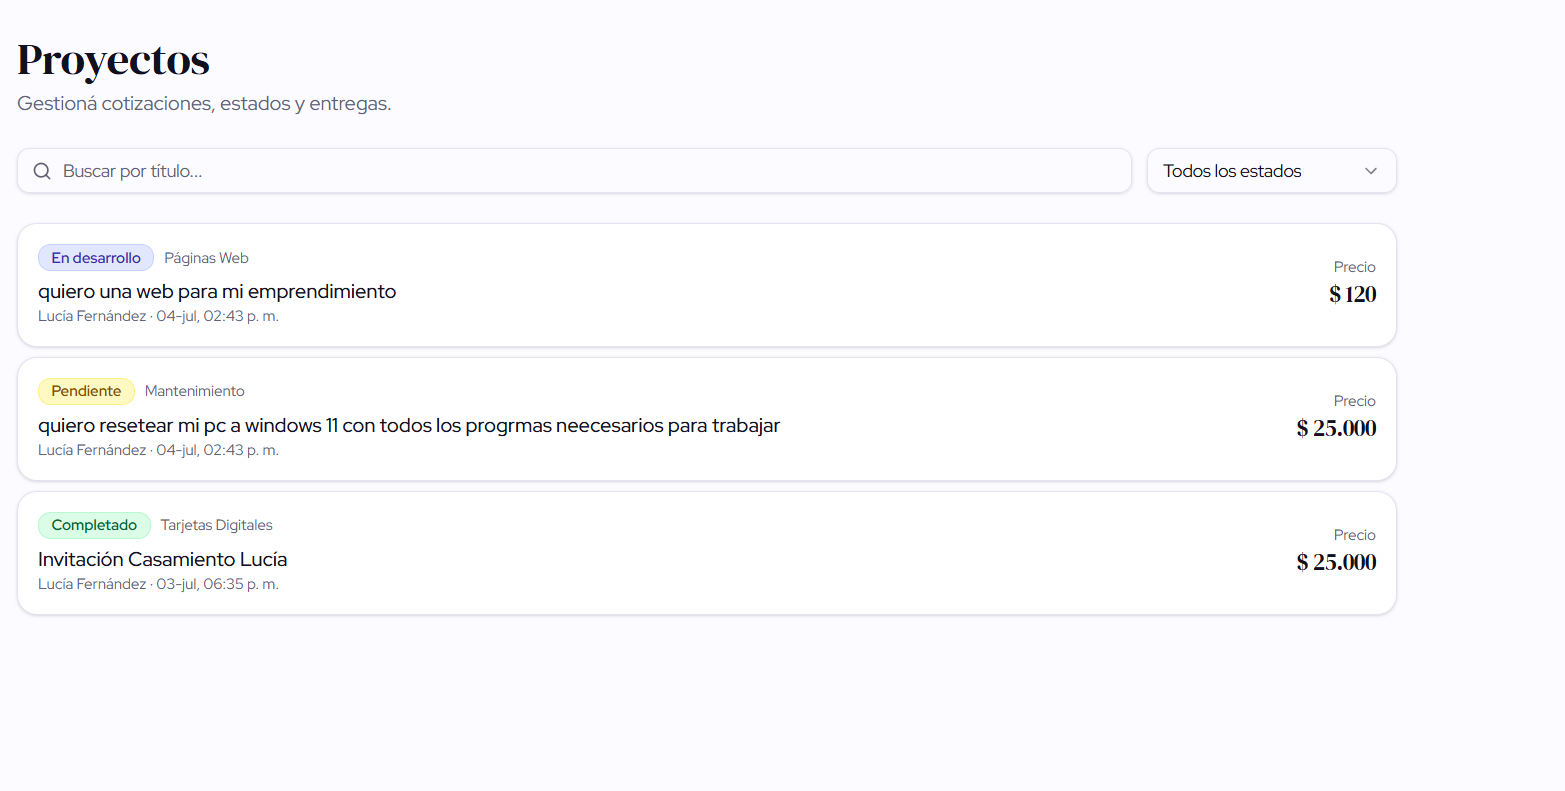 Proyectos
Gestioná cotizaciones, estados y entregas.
Buscar por título...
Todos los estados
En desarrollo Páginas Web
quiero una web para mi emprendimiento
Lucía Fernández · 04-jul, 02:43 p. m.
Precio
$ 120
Pendiente Mantenimiento
quiero resetear mi pc a windows 11 con todos los progrmas neecesarios para trabajar
Lucía Fernández · 04-jul, 02:43 p. m.
Precio
$ 25.000
Completado Tarjetas Digitales
Invitación Casamiento Lucía
Lucía Fernández · 03-jul, 06:35 p. m.
Precio
$ 25.000